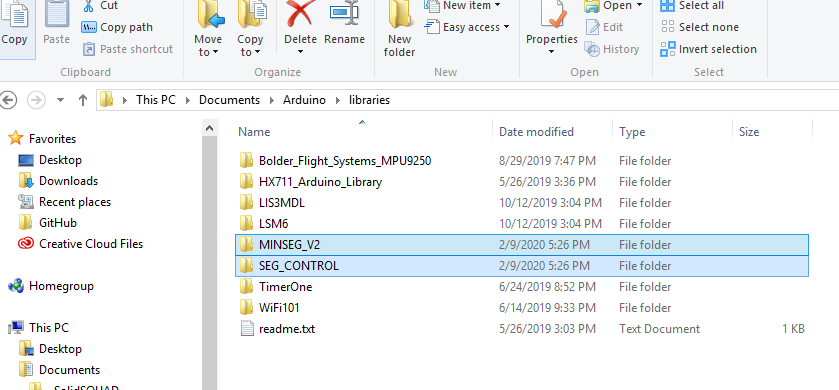 Cut
Copy path
Paste shortcut
Copy
Paste
Clipboard
Move to
Copy to
Delete
Rename
Organize
New folder
New item
Easy access
New
Properties
Open
Edit
History
Open
Select all
Select none
Invert selection
Select
This PC Documents Arduino libraries
Name Date modified Type Size
Favorites
Desktop
Downloads
Recent places
GitHub
Creative Cloud Files
Homegroup
This PC
Desktop
Documents
SolidSQUAD
Bolder_Flight_Systems_MPU9250 8/29/2019 7:47 PM File folder
HX711_Arduino_Library 5/26/2019 3:36 PM File folder
LIS3MDL 10/12/2019 3:04 PM File folder
LSM6 10/12/2019 3:04 PM File folder
MINSEG_V2 2/9/2020 5:26 PM File folder
SEG_CONTROL 2/9/2020 5:26 PM File folder
TimerOne 6/24/2019 8:52 PM File folder
WiFi101 6/14/2019 9:33 PM File folder
readme.txt 5/26/2019 3:03 PM Text Document 1 KB